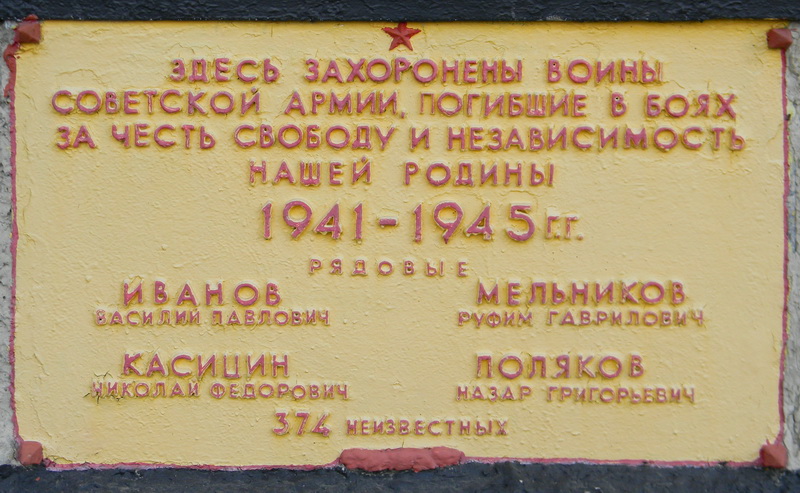 ЗДЕСЬ ЗАХОРОНЕНЫ ВОИНЫ
СОВЕТСКОЙ АРМИИ, ПОГИБШИЕ В БОЯХ
ЗА ЧЕСТЬ СВОБОДУ И НЕЗАВИСИМОСТЬ
НАШЕЙ РОДИНЫ
1941-1945 г.г.
РЯДОВЫЕ
ИВАНОВ МЕЛЬНИКОВ
ВАСИЛИЙ ПАВЛОВИЧ РУФИМ ГАВРИЛОВИЧ
КАСИЦИН ПОЛЯКОВ
НИКОЛАЙ ФЕДОРОВИЧ НАЗАР ГРИГОРЬЕВИЧ
374 НЕИЗВЕСТНЫХ